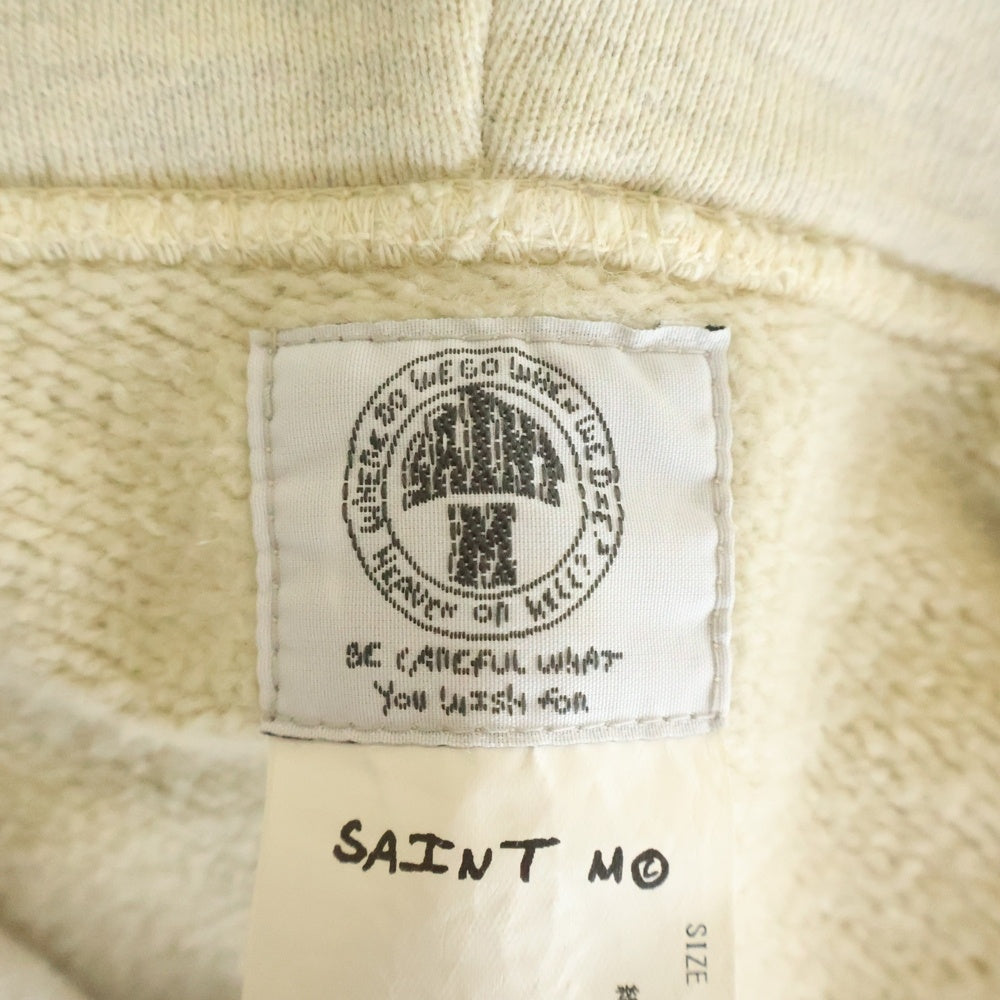 WHERE DO WE GO WHEN WE DIE?
SAINT
M
HEAVEN OR HELL?
BE CAREFUL WHAT
YOU WISH FOR
SAINT M©
SIZE